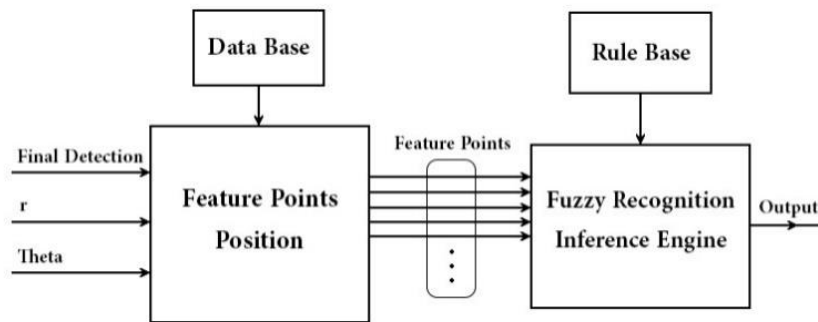 Data Base
Rule Base
Final Detection
r
Theta
Feature Points
Position
Feature Points
Fuzzy Recognition
Inference Engine
Output